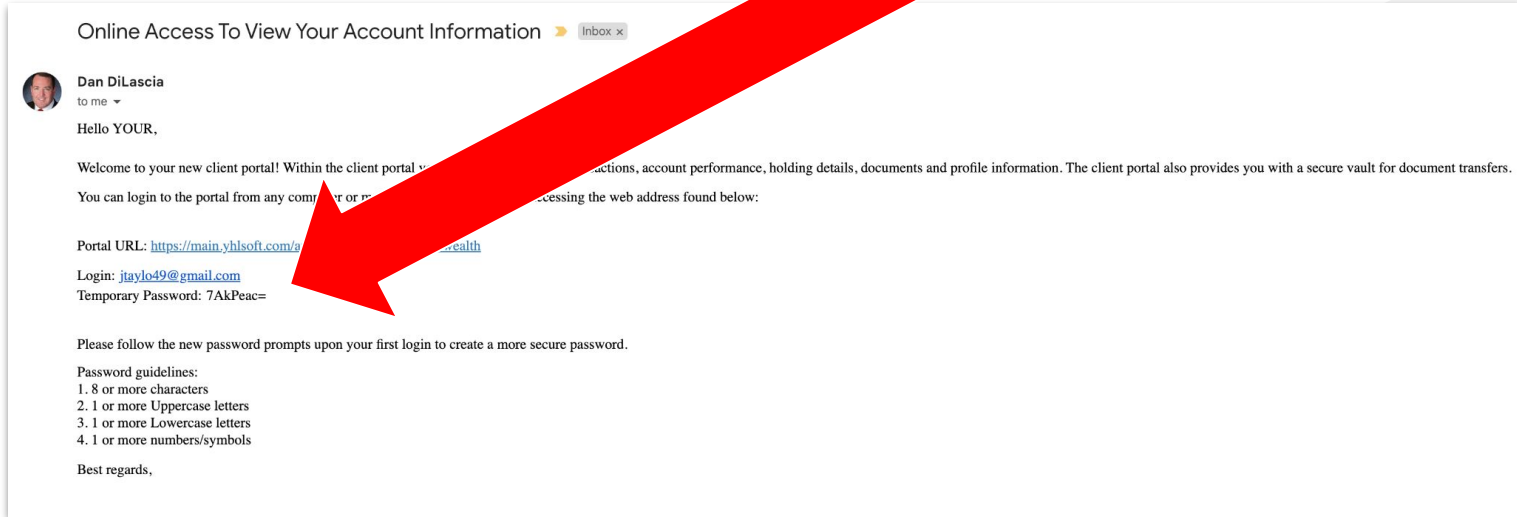 Online Access To View Your Account Information Inbox x
Dan DiLascia
to me
Hello YOUR,
Welcome to your new client portal! Within the client portal account performance, holding details, documents and profile information. The client portal also provides you with a secure vault for document transfers.
You can login to the portal from any or the web address found below:
Portal URL: https://main.yhlsoft.com/
Login: jtaylo49@gmail.com
Temporary Password: 7AkPeac=
Please follow the new password prompts upon your first login to create a more secure password.
Password guidelines:
1. 8 or more characters
2. 1 or more Uppercase letters
3. 1 or more Lowercase letters
4. 1 or more numbers/symbols
Best regards,